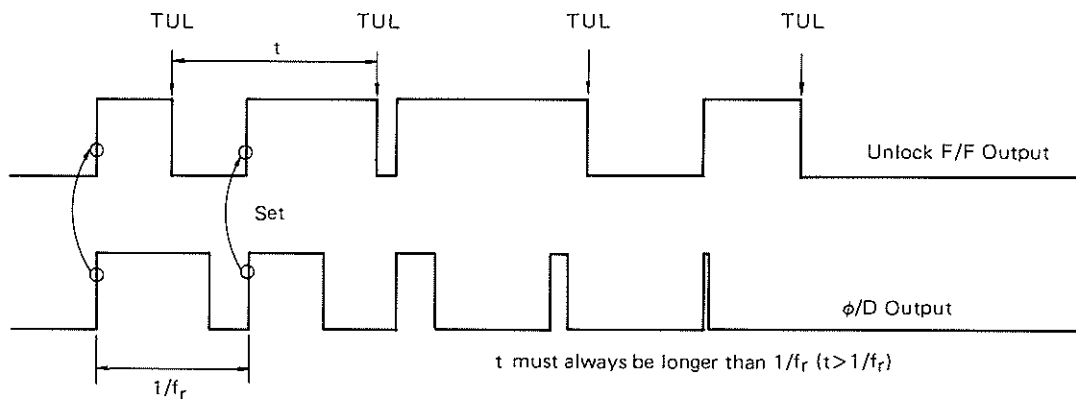 TUL TUL TUL TUL
t
Unlock F/F Output
Set
ϕ/D Output
1/fr
t must always be longer than 1/fr (t>1/fr)